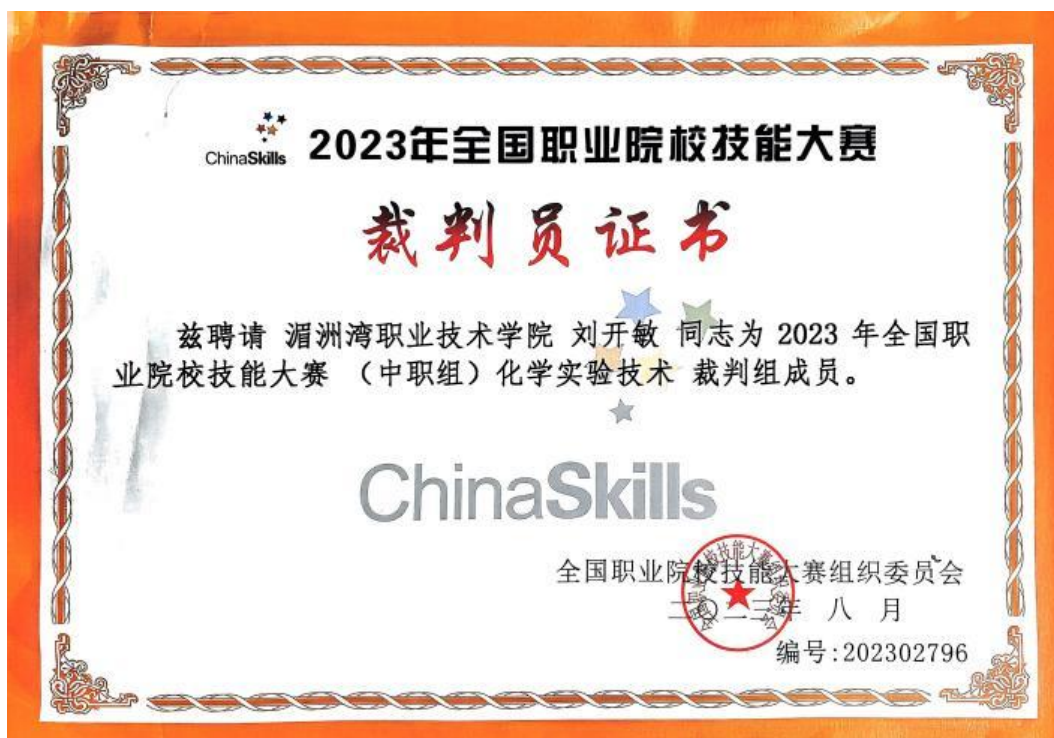 ChinaSkills 2023年全国职业院校技能大赛
裁判员证书
兹聘请 湄洲湾职业技术学院 刘开敏 同志为 2023 年全国职
业院校技能大赛 （中职组）化学实验技术 裁判组成员。
ChinaSkills
全国职业院校技能大赛组织委员会
二〇二三年 八 月
编号:202302796